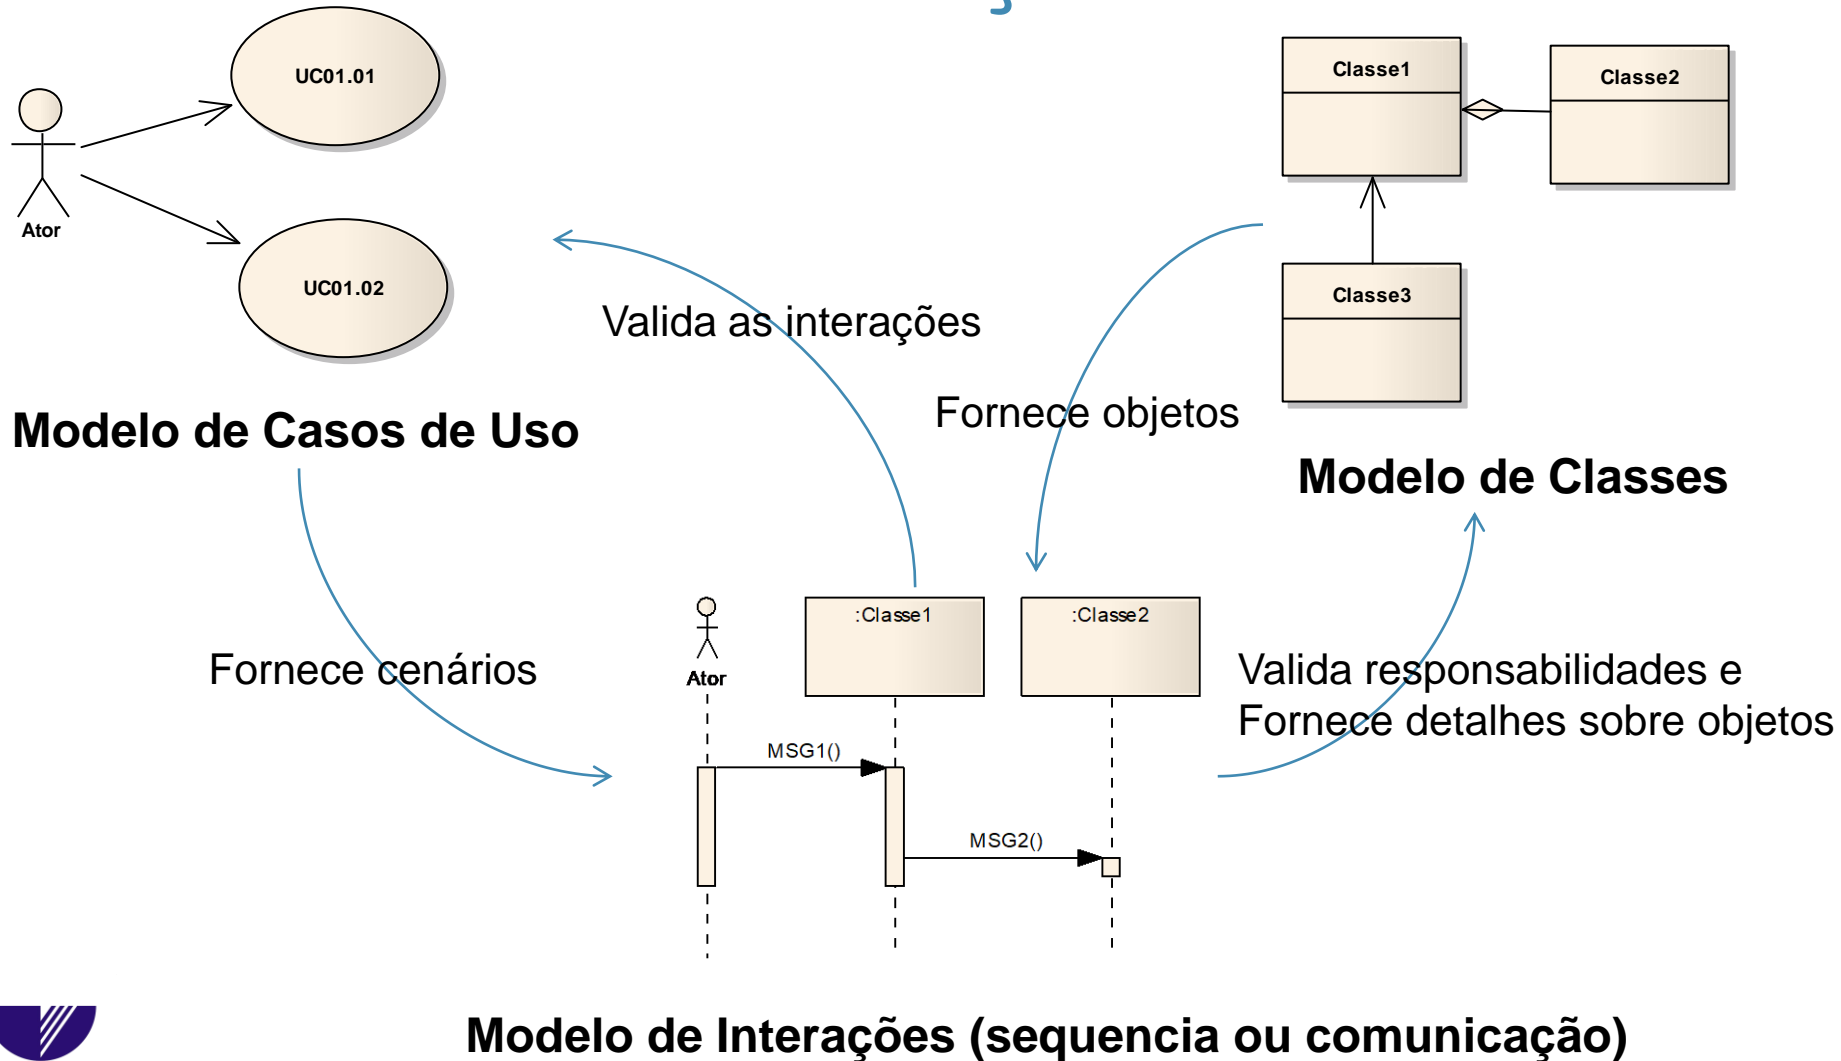 UC01.01
Classe1
Classe2
Ator
UC01.02
Classe3
Valida as interações
Fornece objetos
Modelo de Casos de Uso
Modelo de Classes
:Classe1
:Classe2
Fornece cenários
Ator
Valida responsabilidades e
Fornece detalhes sobre objetos
MSG1()
MSG2()
Modelo de Interações (sequencia ou comunicação)